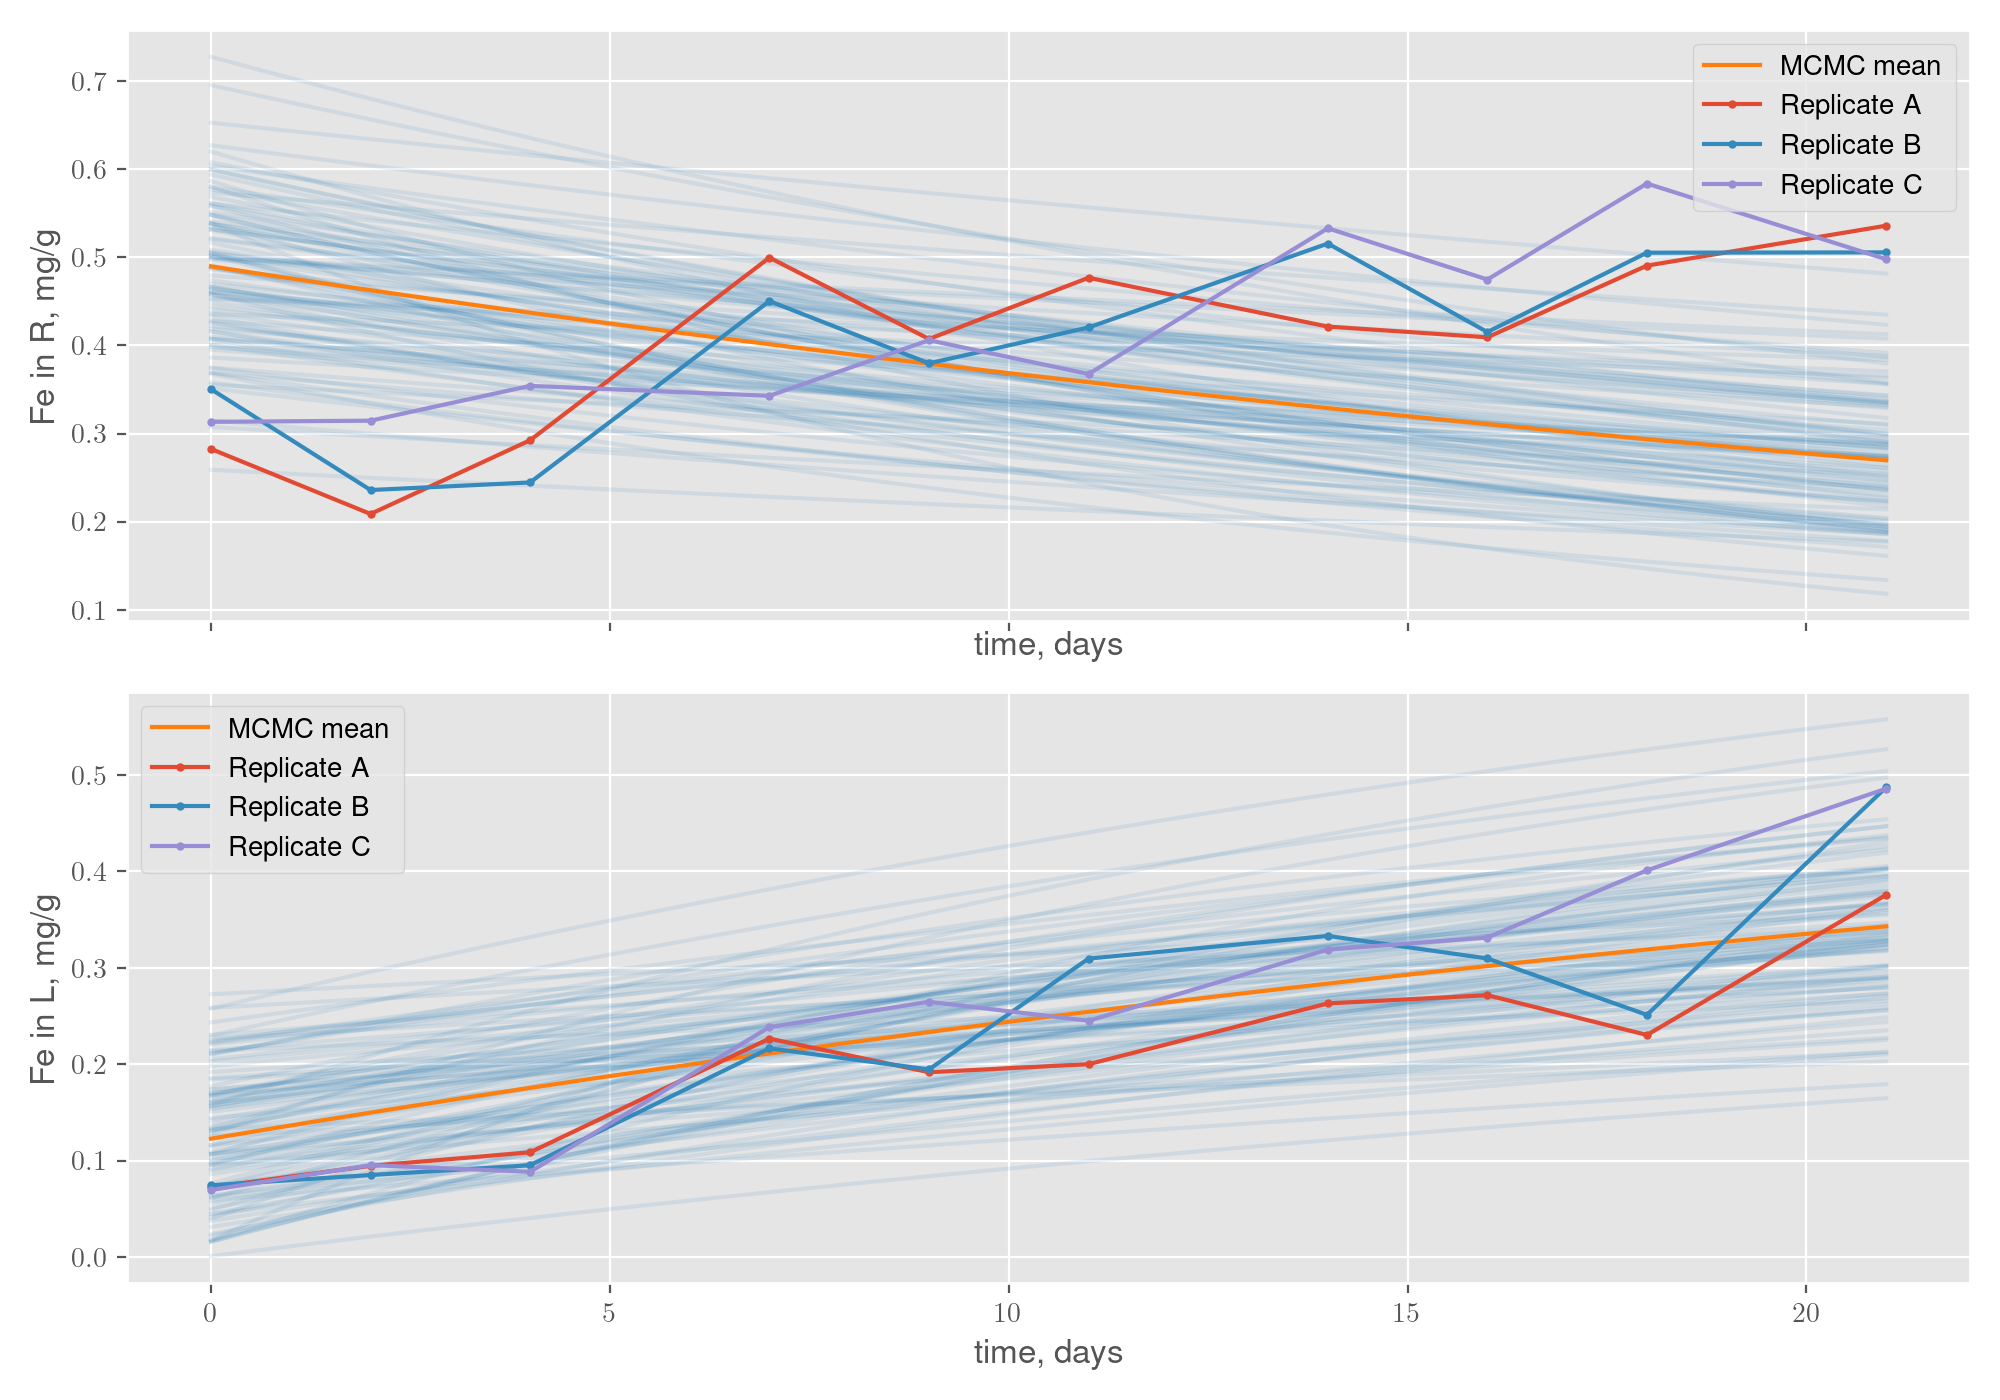 0.7
0.6
0.5
0.4
0.3
0.2
0.1
Fe in R, mg/g
MCMC mean
Replicate A
Replicate B
Replicate C
time, days
0.5
0.4
0.3
0.2
0.1
0.0
Fe in L, mg/g
MCMC mean
Replicate A
Replicate B
Replicate C
0 5 10 15 20
time, days